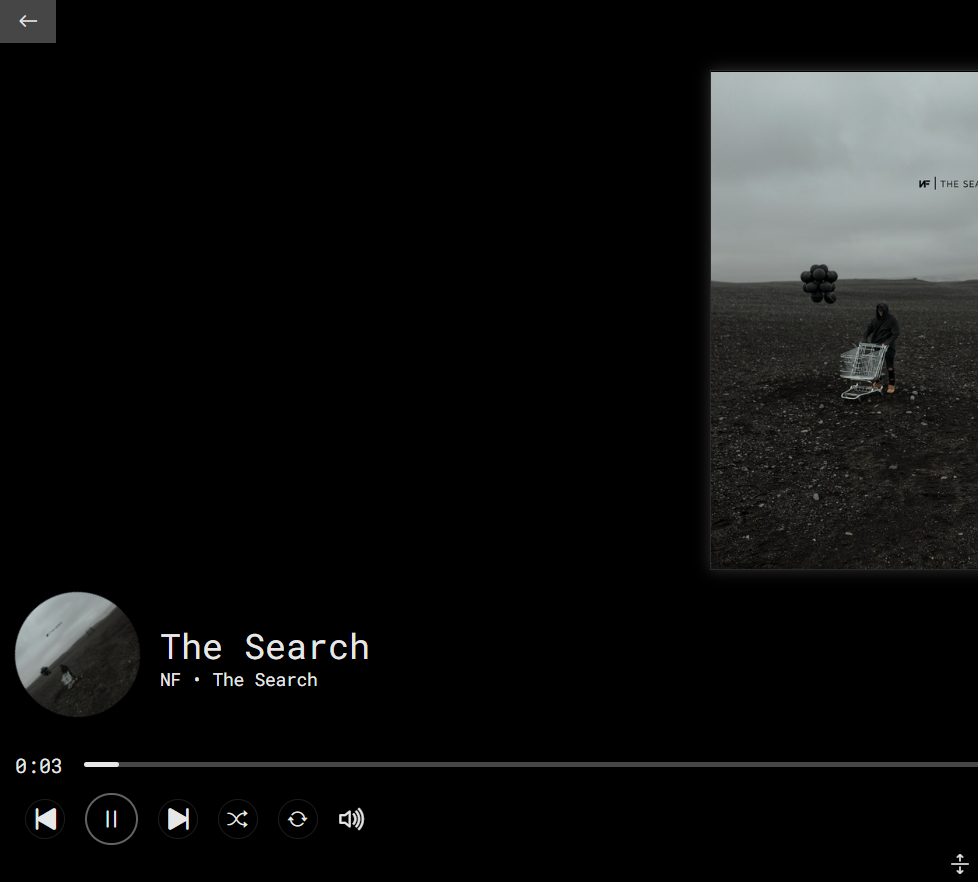 NF | THE SEA
The Search
NF • The Search
0:03